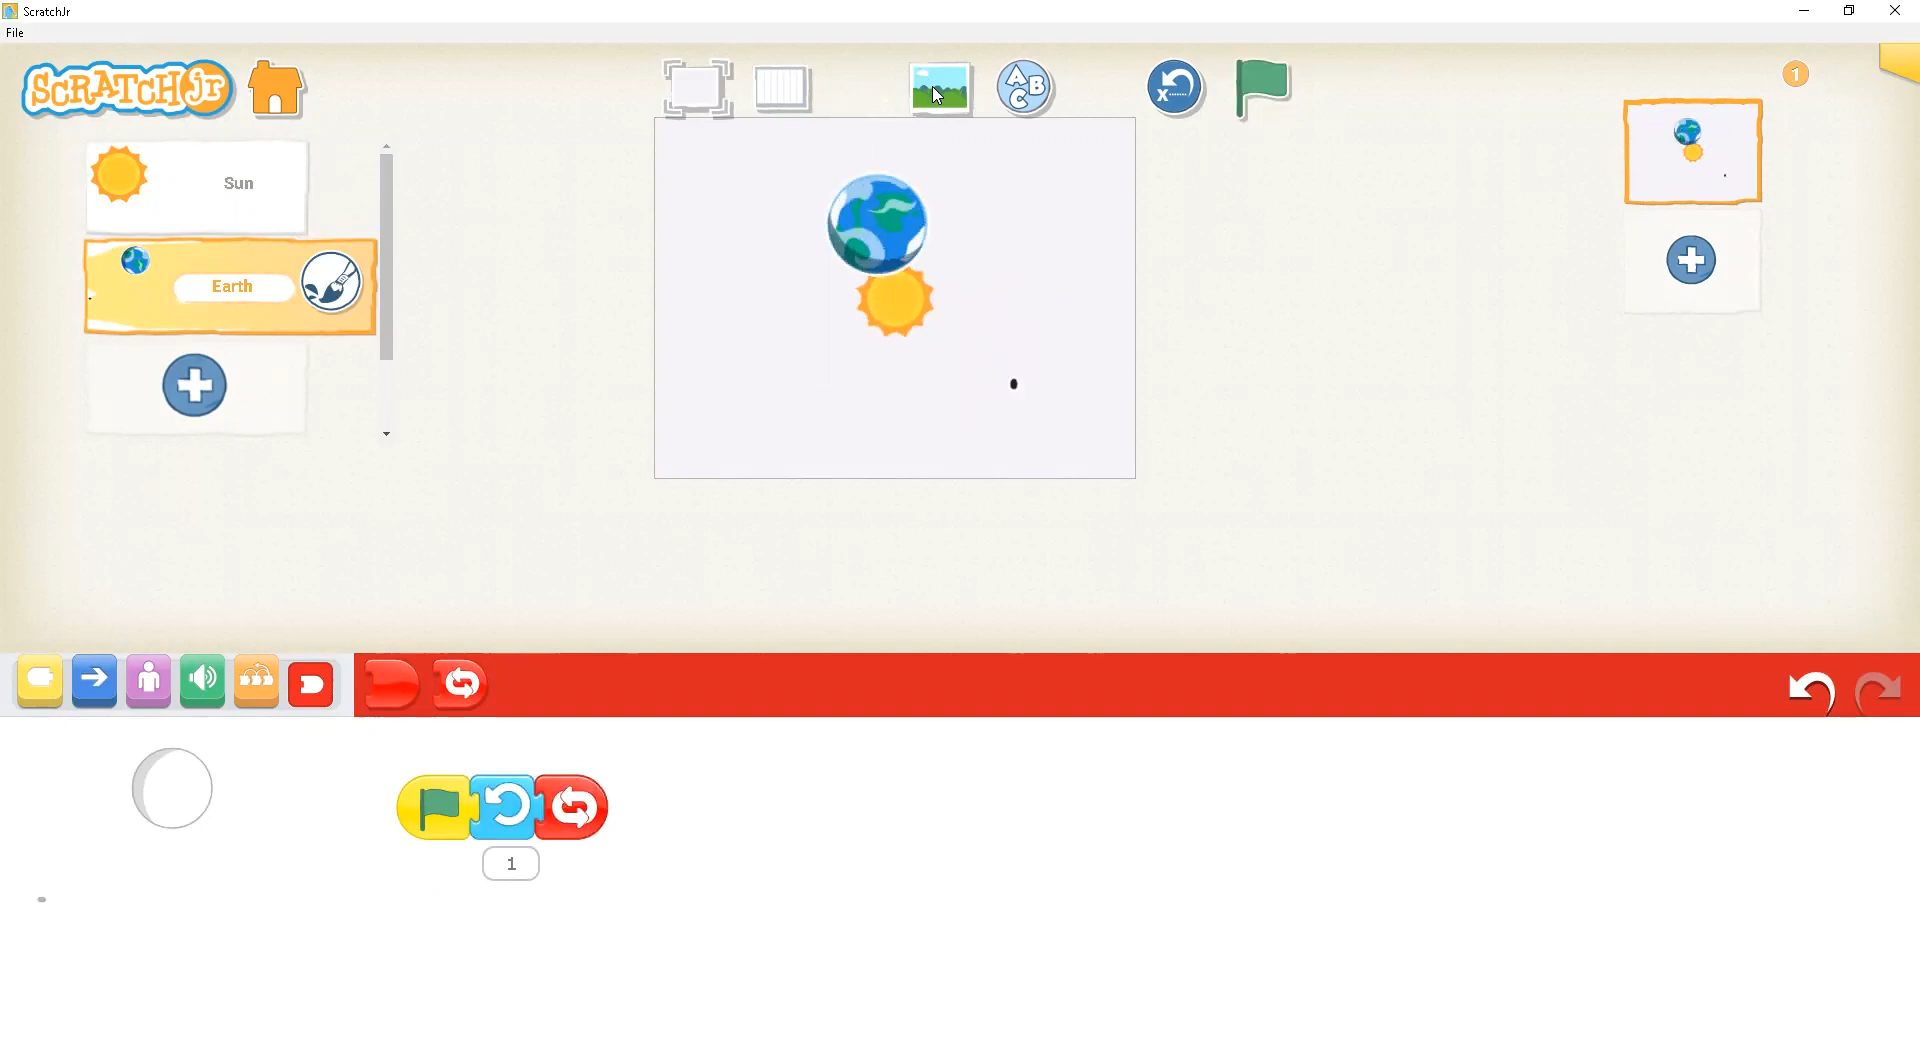 ScratchJr
File
SCRATCHJr
A B C
x
1
Sun
Earth
1